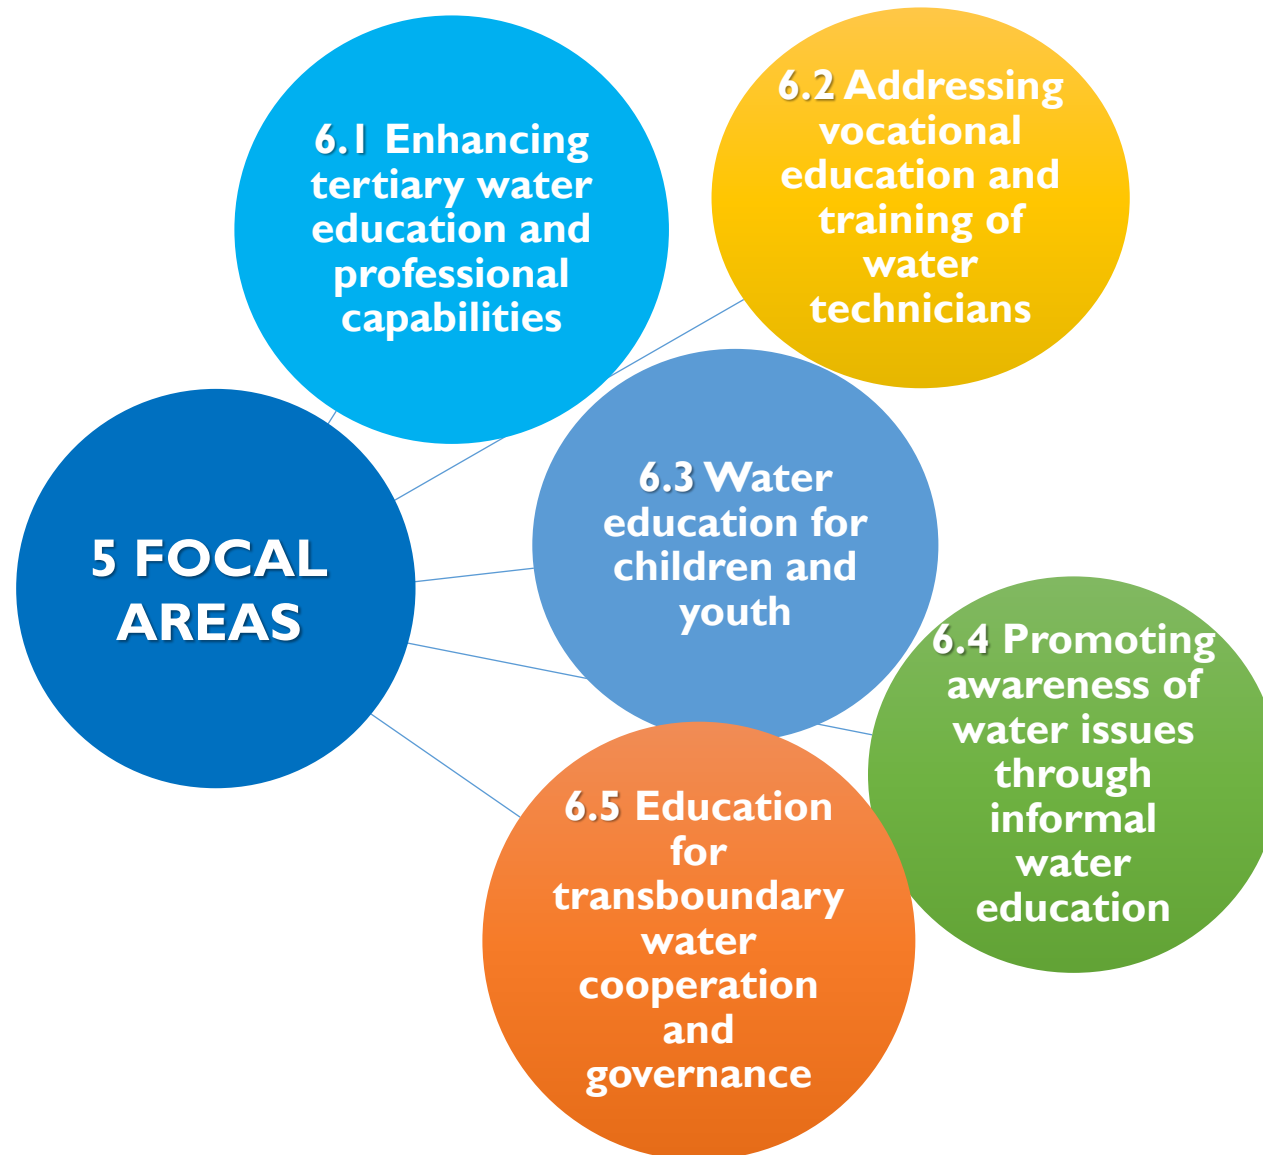 6.1 Enhancing
tertiary water
education and
professional
capabilities
6.2 Addressing
vocational
education and
training of
water
technicians
5 FOCAL
AREAS
6.3 Water
education for
children and
youth
6.4 Promoting
awareness of
water issues
through
informal
water
education
6.5 Education
for
transboundary
water
cooperation
and
governance